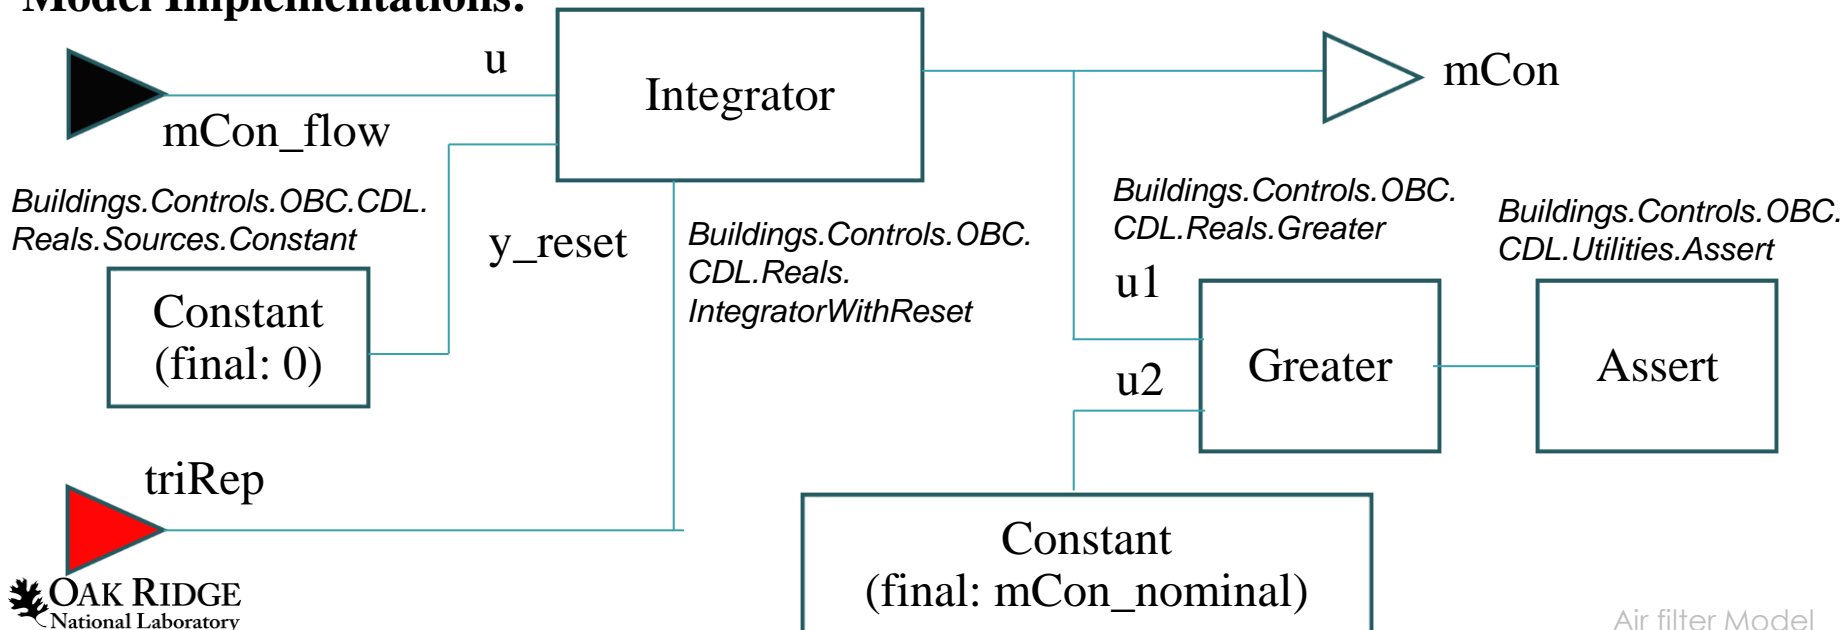 Model Implementations:
u
Integrator
mCon
mCon_flow
Buildings.Controls.OBC.CDL.
Reals.Sources.Constant
y_reset
Buildings.Controls.OBC.
CDL.Reals.
IntegratorWithReset
Buildings.Controls.OBC.
CDL.Reals.Greater
Buildings.Controls.OBC.
CDL.Utilities.Assert
u1
Constant
(final: 0)
u2
Greater
Assert
triRep
Constant
(final: mCon_nominal)
OAK RIDGE
National Laboratory
Air filter Model